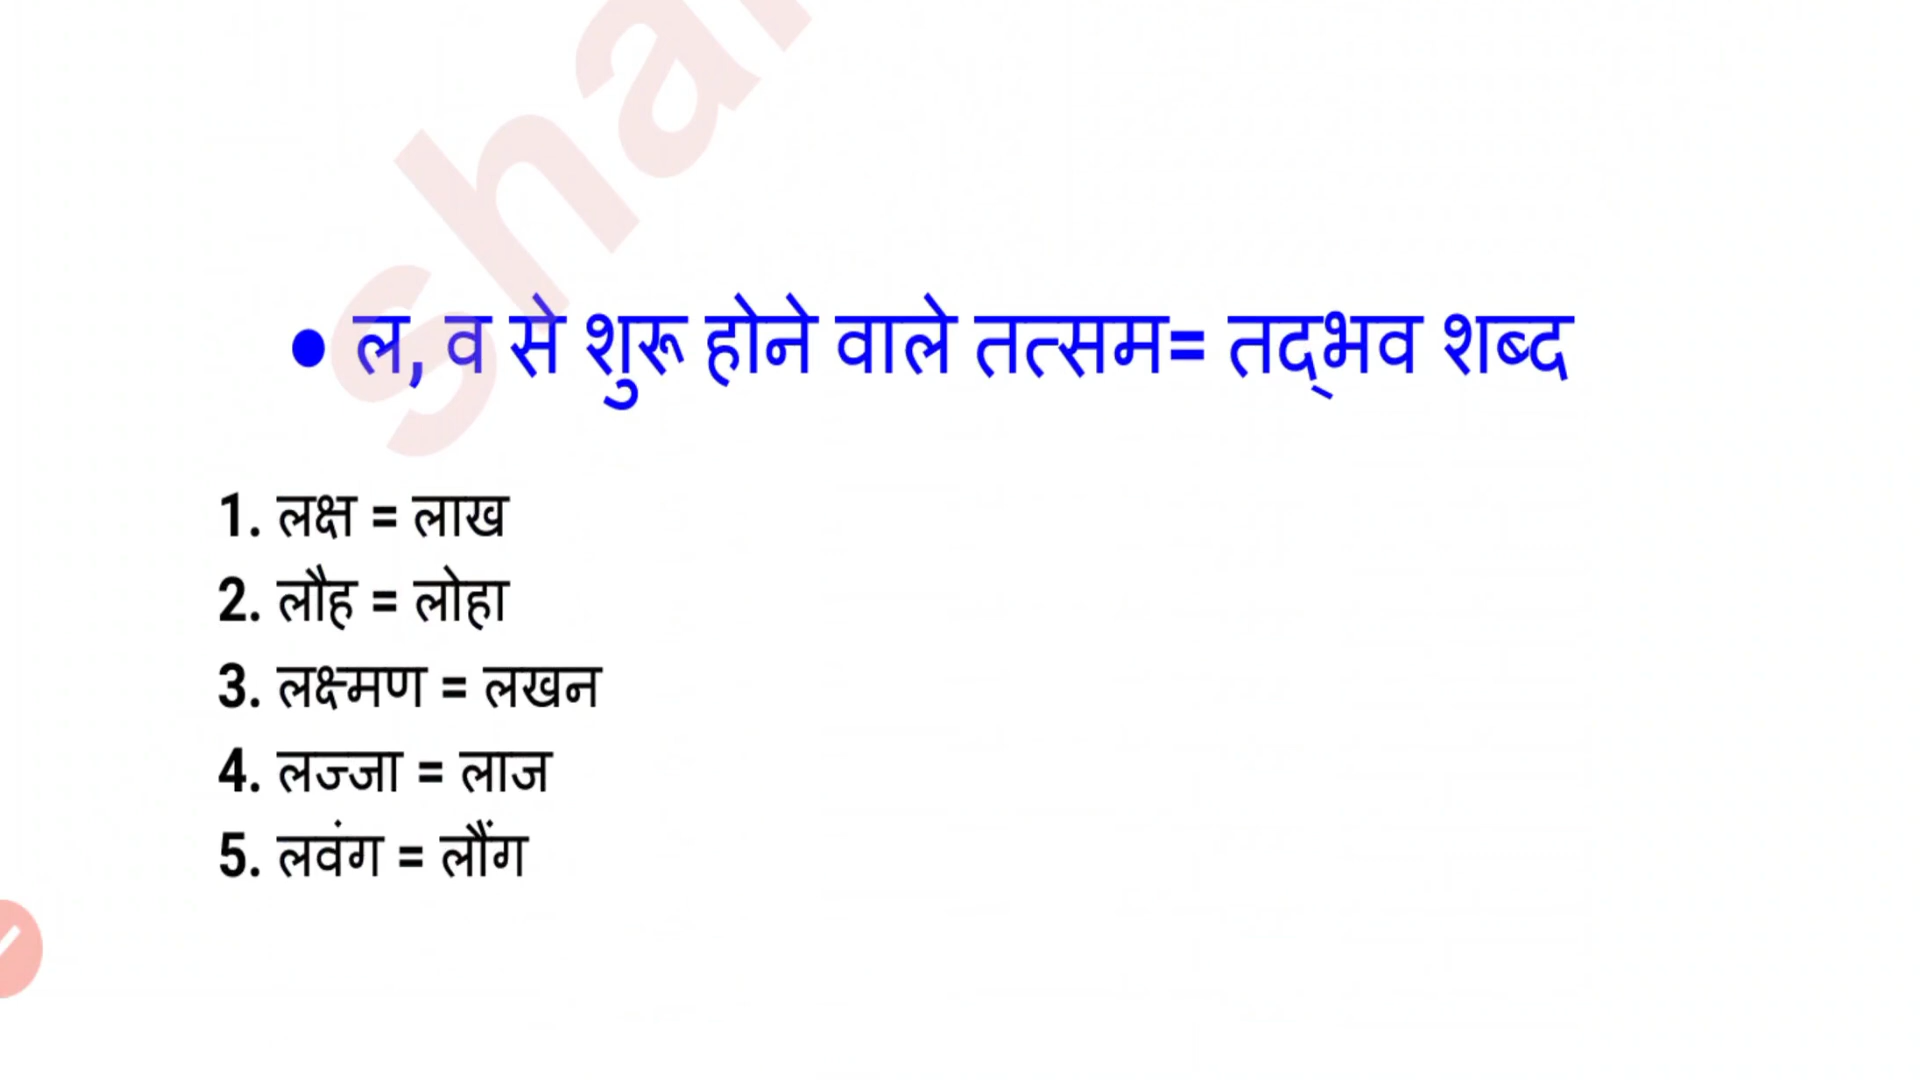 ● ल, व से शुरू होने वाले तत्सम= तद्‌भव शब्द
1. लक्ष = लाख
2. लौह = लोहा
3. लक्ष्मण = लखन
4. लज्जा = लाज
5. लवंग = लौंग